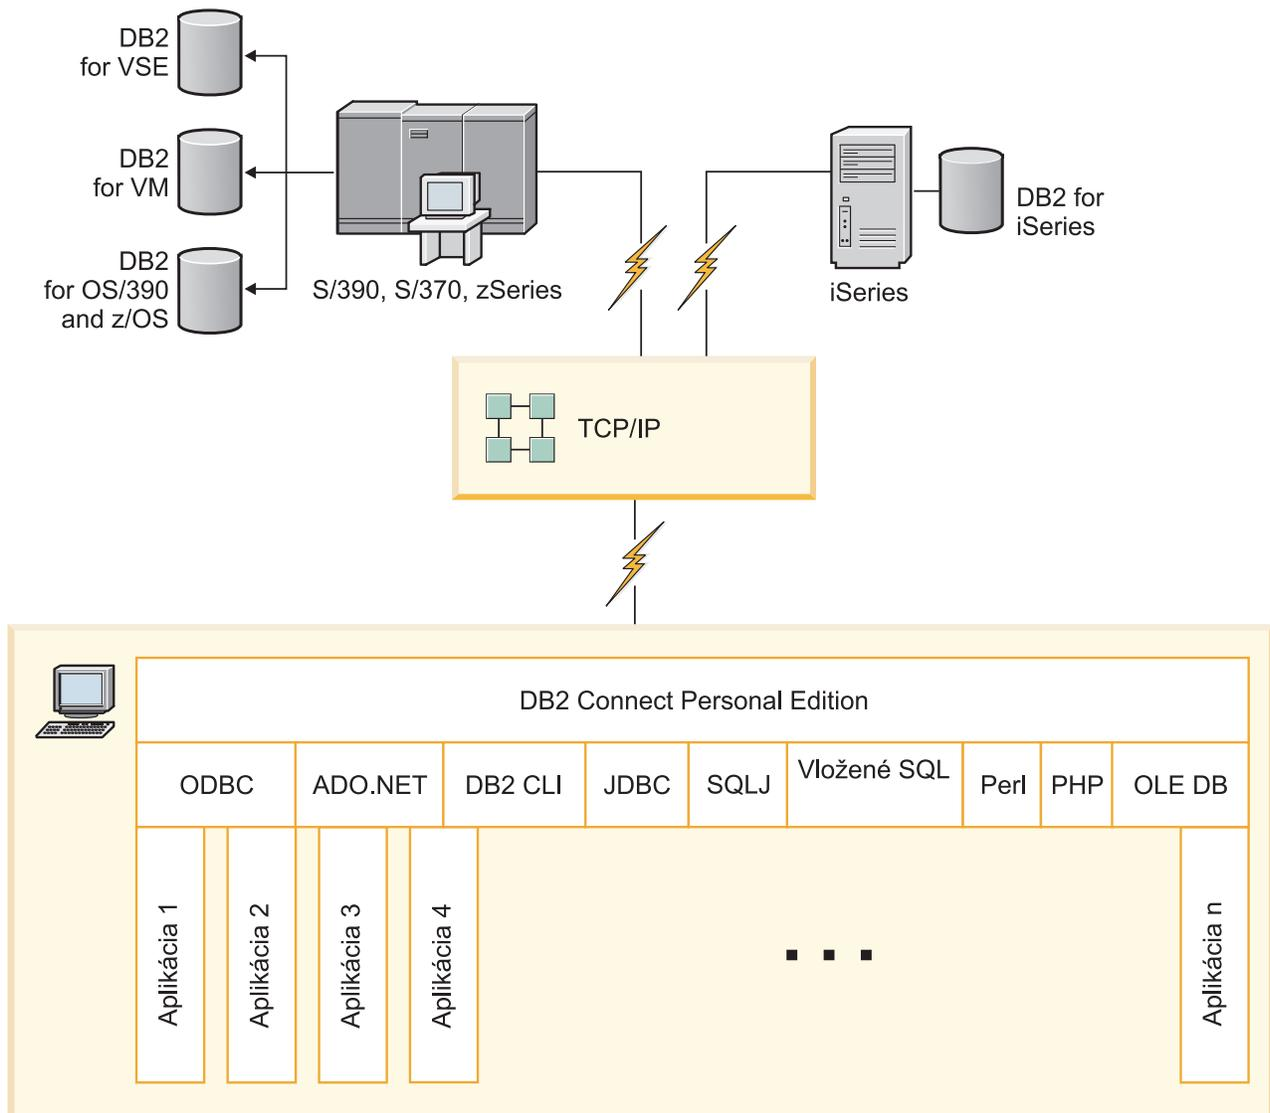 DB2
for VSE
DB2
for VM
DB2
for OS/390
and z/OS
S/390, S/370, zSeries
iSeries
DB2 for
iSeries
TCP/IP
DB2 Connect Personal Edition
ODBC
ADO.NET
DB2 CLI
JDBC
SQLJ
Vložené SQL
Perl
PHP
OLE DB
Aplikácia 1
Aplikácia 2
Aplikácia 3
Aplikácia 4
Aplikácia n